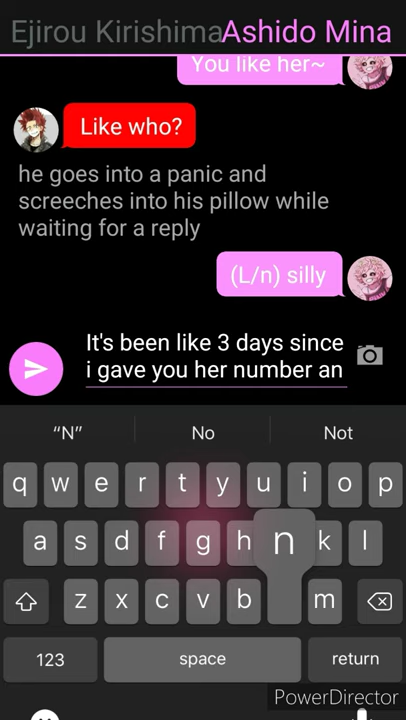 Ejirou Kirishima Ashido Mina
You like her~
Like who?
he goes into a panic and
screeches into his pillow while
waiting for a reply
(L/n) silly
It's been like 3 days since
i gave you her number an
“N” No Not
q w e r t y u i o p
a s d f g h n k l
z x c v b m
123 space return
PowerDirector